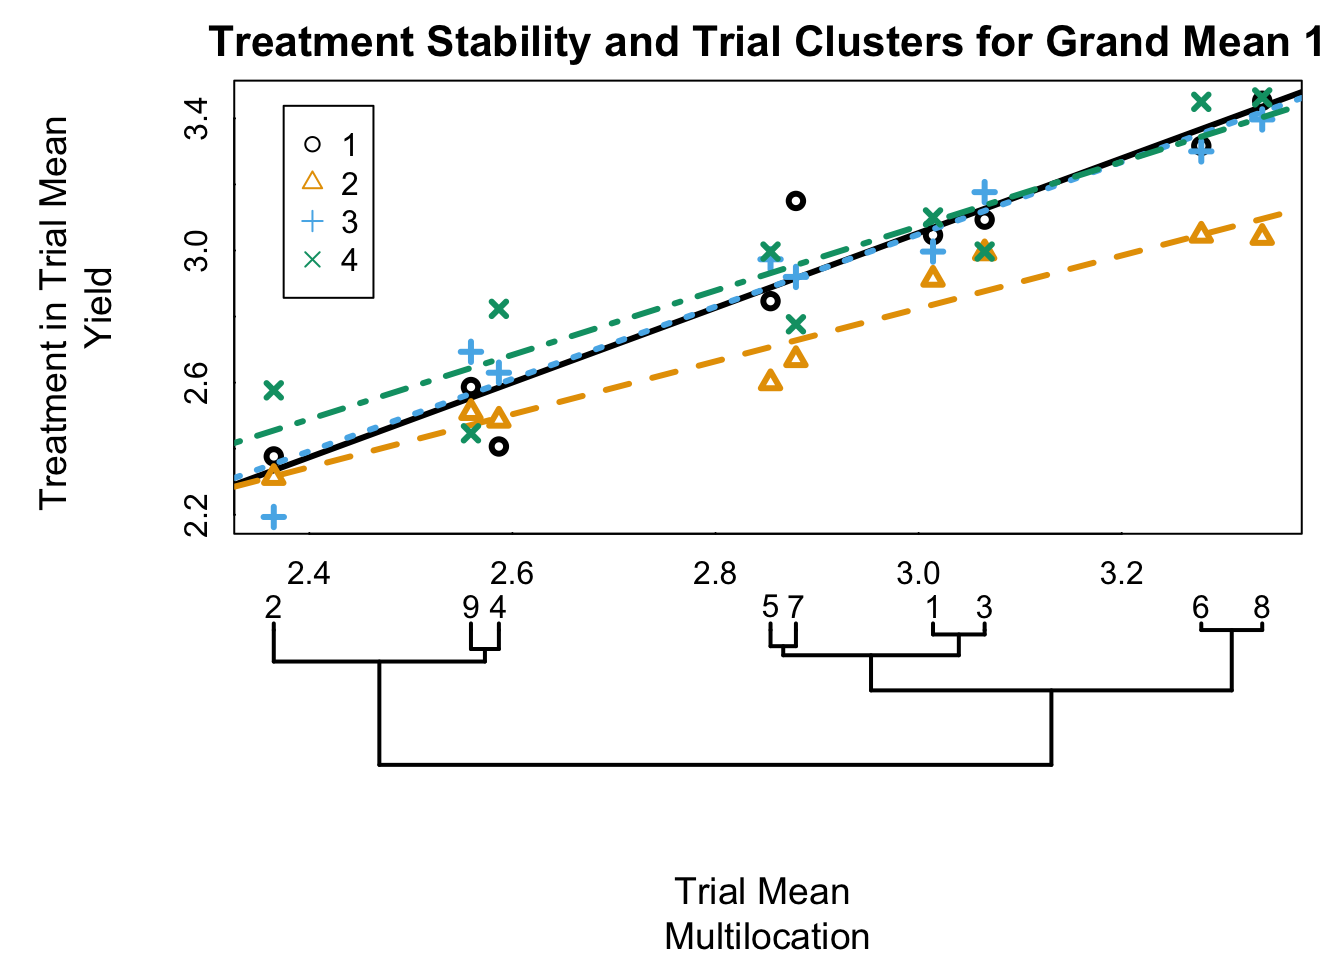 Treatment Stability and Trial Clusters for Grand Mean 1
Treatment in Trial Mean
Yield
3.4
3.0
2.6
2.2
1
2
3
4
2.4 2.6 2.8 3.0 3.2
2 9 4 5 7 1 3 6 8
Trial Mean
Multilocation